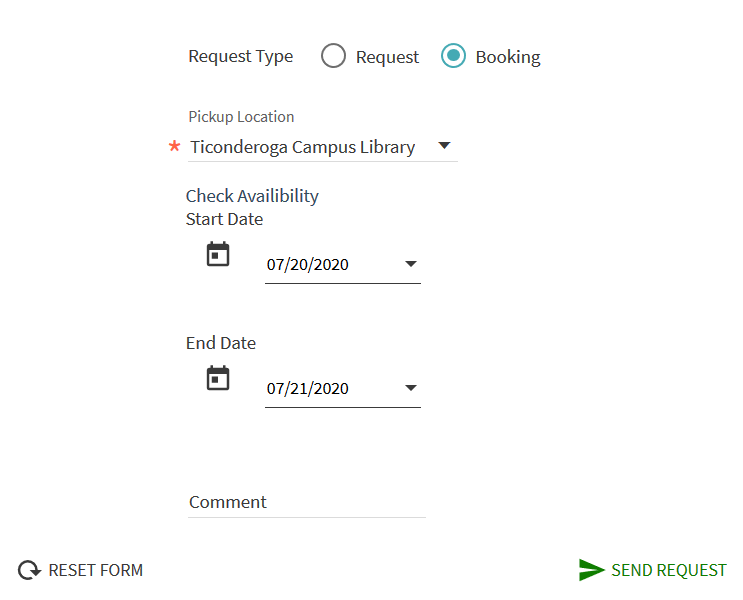 Request Type Request Booking
Pickup Location
* Ticonderoga Campus Library
Check Availibility
Start Date
07/20/2020
End Date
07/21/2020
Comment
RESET FORM SEND REQUEST